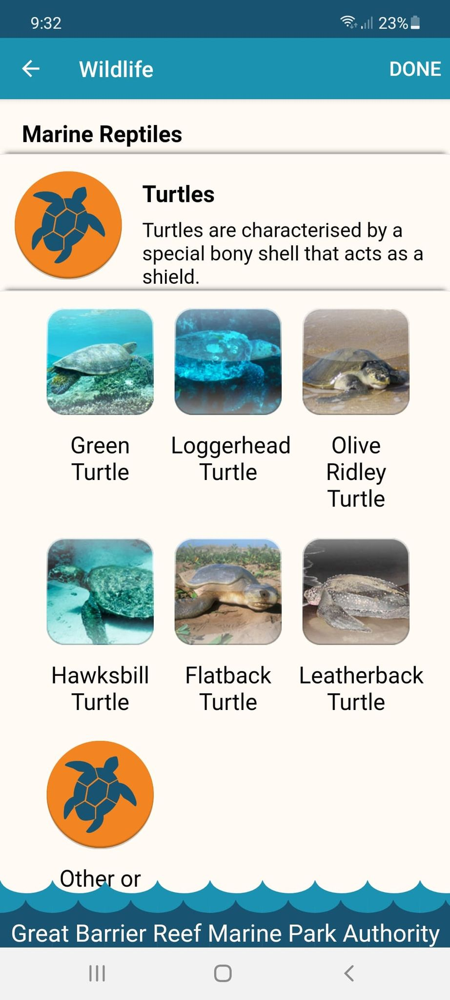 9:32
23%
Wildlife
DONE
Marine Reptiles
Turtles
Turtles are characterised by a
special bony shell that acts as a
shield.
Green
Turtle
Loggerhead
Turtle
Olive
Ridley
Turtle
Hawksbill
Turtle
Flatback
Turtle
Leatherback
Turtle
Other or
Great Barrier Reef Marine Park Authority